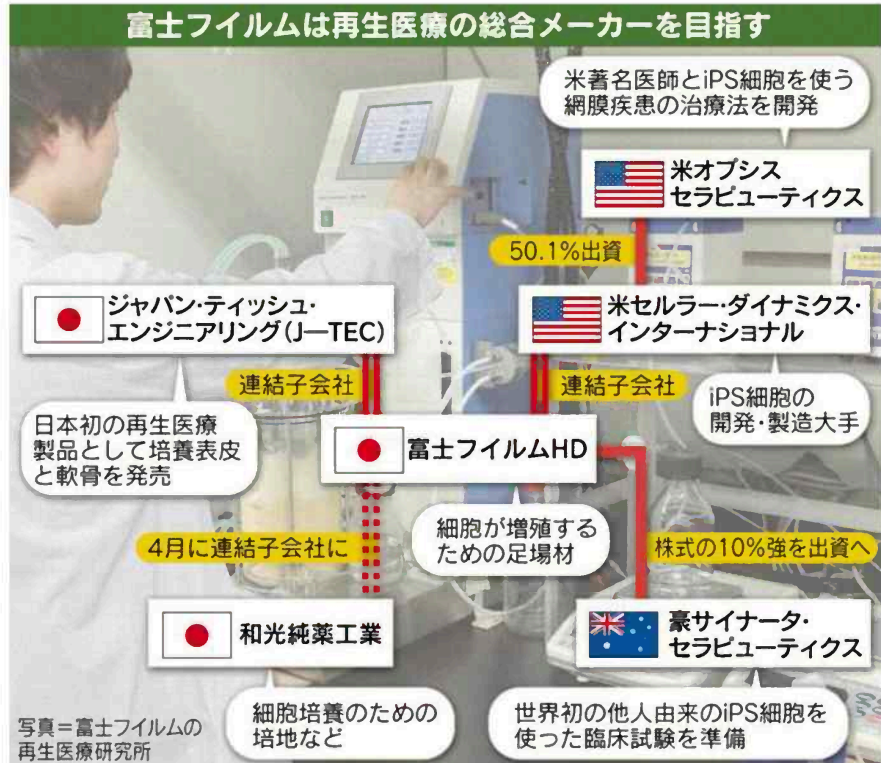 富士フイルムは再生医療の総合メーカーを目指す
米著名医師とiPS細胞を使う
網膜疾患の治療法を開発
米オプシス
セラピューティクス
50.1%出資
ジャパン・ティッシュ・
エンジニアリング(J―TEC)
米セルラー・ダイナミクス・
インターナショナル
連結子会社
連結子会社
iPS細胞の
開発・製造大手
日本初の再生医療
製品として培養表皮
と軟骨を発売
富士フイルムHD
細胞が増殖する
ための足場材
4月に連結子会社に
株式の10%強を出資へ
和光純薬工業
豪サイナータ・
セラピューティクス
細胞培養のための
培地など
世界初の他人由来のiPS細胞を
使った臨床試験を準備
写真=富士フイルムの
再生医療研究所